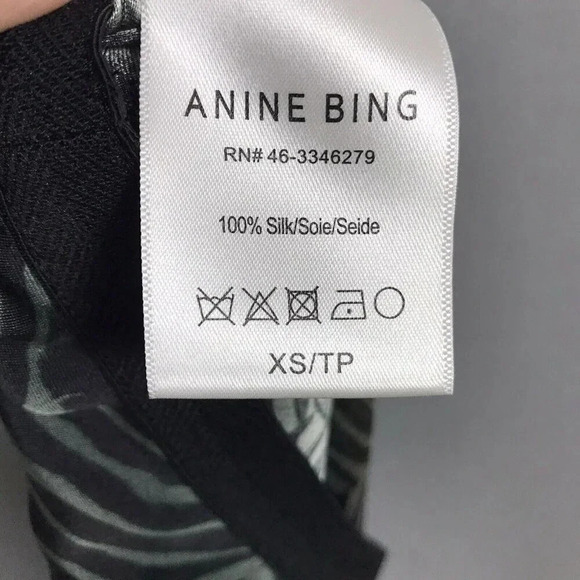 ANINE BING
RN# 46-3346279
100% Silk/Soie/Seide
XS/TP